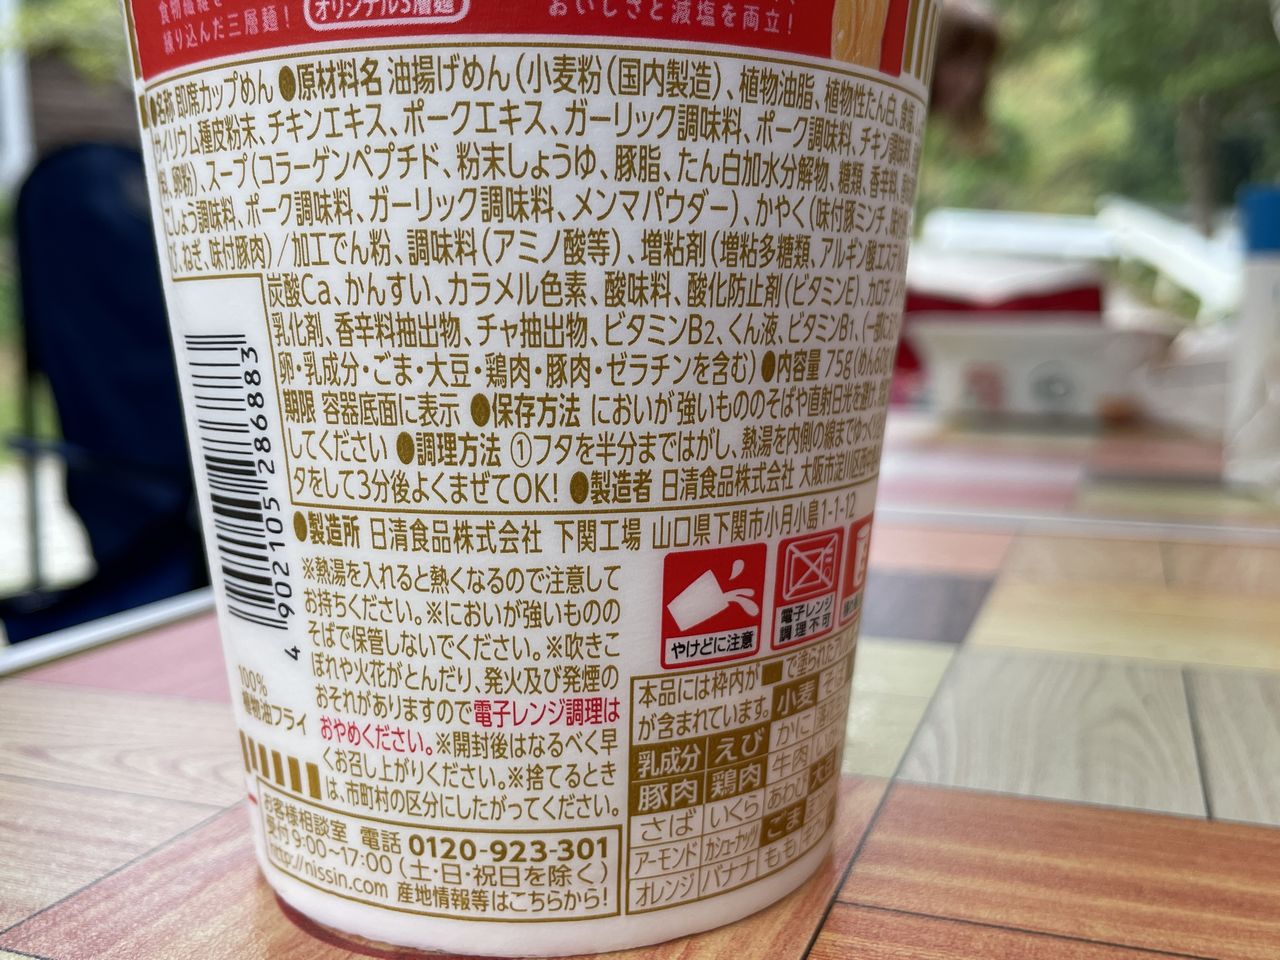 り込んだ三層麺！
オリジナル3層麺
おいしさと減塩を両立！
●名称 即席カップめん ●原材料名 油揚げめん（小麦粉（国内製造）、植物油脂、植物性たん白、食塩
サイリウム種皮粉末、チキンエキス、ポークエキス、ガーリック調味料、ポーク調味料、チキン調味
料、卵粉）、スープ（コラーゲンペプチド、粉末しょうゆ、豚脂、たん白加水分解物、糖類、香辛料、
こしょう調味料、ポーク調味料、ガーリック調味料、メンマパウダー）、かやく（味付豚ミンチ、味付
び、ねぎ、味付豚肉）／加工でん粉、調味料（アミノ酸等）、増粘剤（増粘多糖類、アルギン酸エステ
炭酸Ca、かんすい、カラメル色素、酸味料、酸化防止剤（ビタミンE）、カロチノ
乳化剤、香辛料抽出物、チャ抽出物、ビタミンB2、くん液、ビタミンB1、（一部に
卵・乳成分・ごま・大豆・鶏肉・豚肉・ゼラチンを含む） ●内容量 75g（めん60g
期限 容器底面に表示 ●保存方法 においが強いもののそばや直射日光を避け、
してください ●調理方法 ①フタを半分まではがし、熱湯を内側の線までゆっくり
タをして3分後よくまぜてOK! ●製造者 日清食品株式会社 大阪市淀川区西中
●製造所 日清食品株式会社 下関工場 山口県下関市小月小島1-1-12
4 902105 286883
100%
植物油フライ
※熱湯を入れると熱くなるので注意して
お持ちください。※においが強いものの
そばで保管しないでください。※吹きこ
ぼれや火花がとんだり、発火及び発煙の
おそれがありますので電子レンジ調理は
おやめください。※開封後はなるべく早
くお召し上がりください。※捨てるとき
は、市町村の区分にしたがってください。
やけどに注意
電子レンジ
調理不可
本品には枠内が■で塗られた
が含まれています。 小麦 そ
乳成分 えび かに
豚肉 鶏肉 牛肉 いか
さば いくら あわび 大豆
アーモンド カシューナッツ ごま
オレンジ バナナ もも
お客様相談室 電話 0120-923-301
受付 9:00～17:00（土・日・祝日を除く）
http://nissin.com 産地情報等はこちらから!